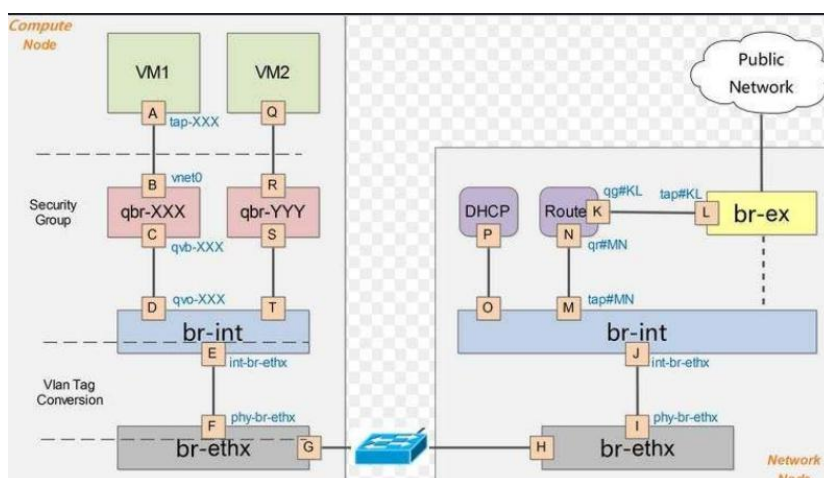 Compute
Node
VM1
VM2
A
Q
tap-XXX
Public
Network
Security
Group
B
vnet0
R
qbr-XXX
qbr-YYY
C
qvb-XXX
S
DHCP
P
Route
K
qg#KL
tap#KL
L
br-ex
N
qr#MN
D
qvo-XXX
T
br-int
E
int-br-ethx
O
M
tap#MN
br-int
J
int-br-ethx
Vlan Tag
Conversion
F
phy-br-ethx
br-ethx
G
H
I
phy-br-ethx
br-ethx
Network
Node